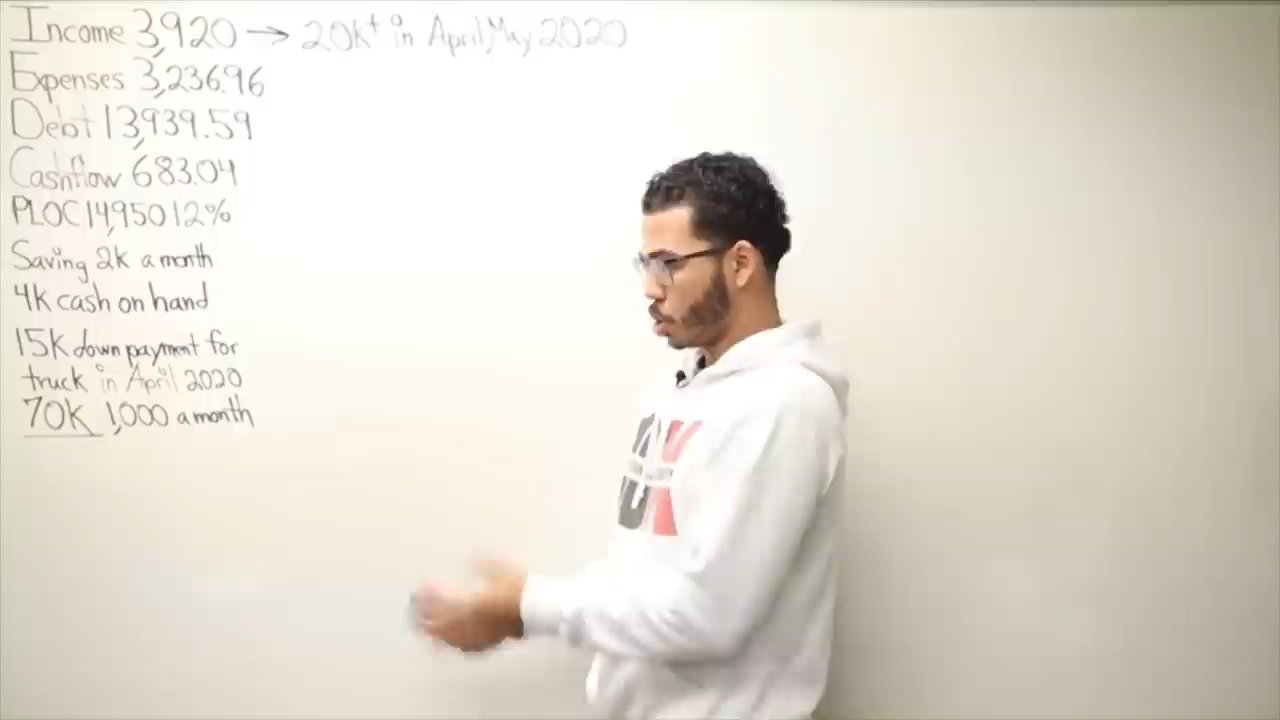 Income 3,920 → 20k+ in April, May 2020
Expenses 3,236.96
Debt 13,939.59
Cashflow 683.04
PLOC 14,950 12%
Saving 2k a month
4k cash on hand
15k down payment for
truck in April 2020
70K 1,000 a month